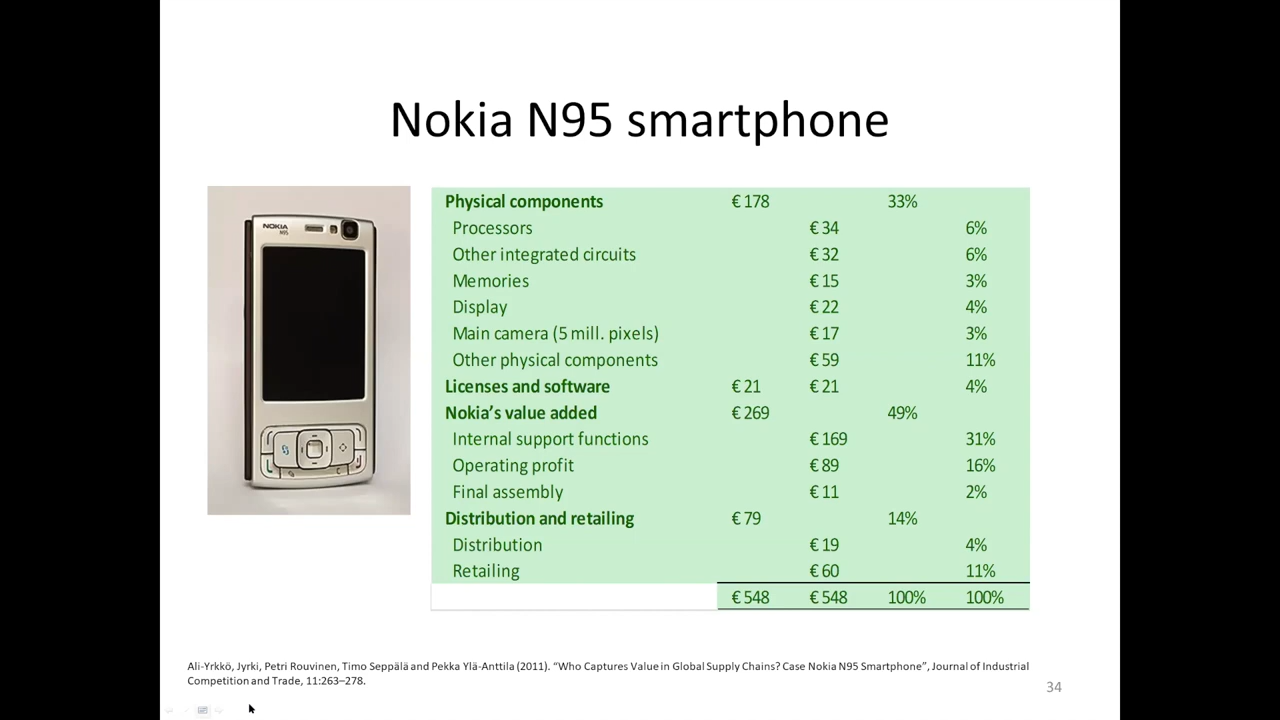 Nokia N95 smartphone
NOKIA
N95
Physical components € 178 33%
Processors € 34 6%
Other integrated circuits € 32 6%
Memories € 15 3%
Display € 22 4%
Main camera (5 mill. pixels) € 17 3%
Other physical components € 59 11%
Licenses and software € 21 € 21 4%
Nokia’s value added € 269 49%
Internal support functions € 169 31%
Operating profit € 89 16%
Final assembly € 11 2%
Distribution and retailing € 79 14%
Distribution € 19 4%
Retailing € 60 11%
€ 548 € 548 100% 100%
Ali-Yrkkö, Jyrki, Petri Rouvinen, Timo Seppälä and Pekka Ylä-Anttila (2011). “Who Captures Value in Global Supply Chains? Case Nokia N95 Smartphone”, Journal of Industrial
Competition and Trade, 11:263–278.
34